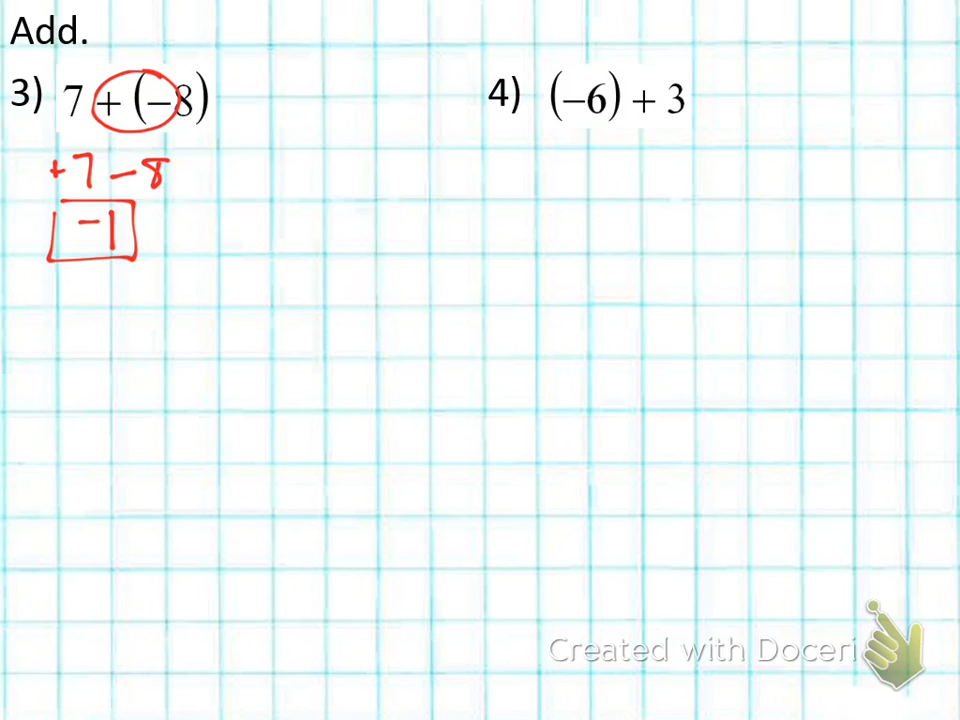 Add.
3) 7 + (−8)
+7 − 8
−1
4) (−6) + 3
Created with Doceri